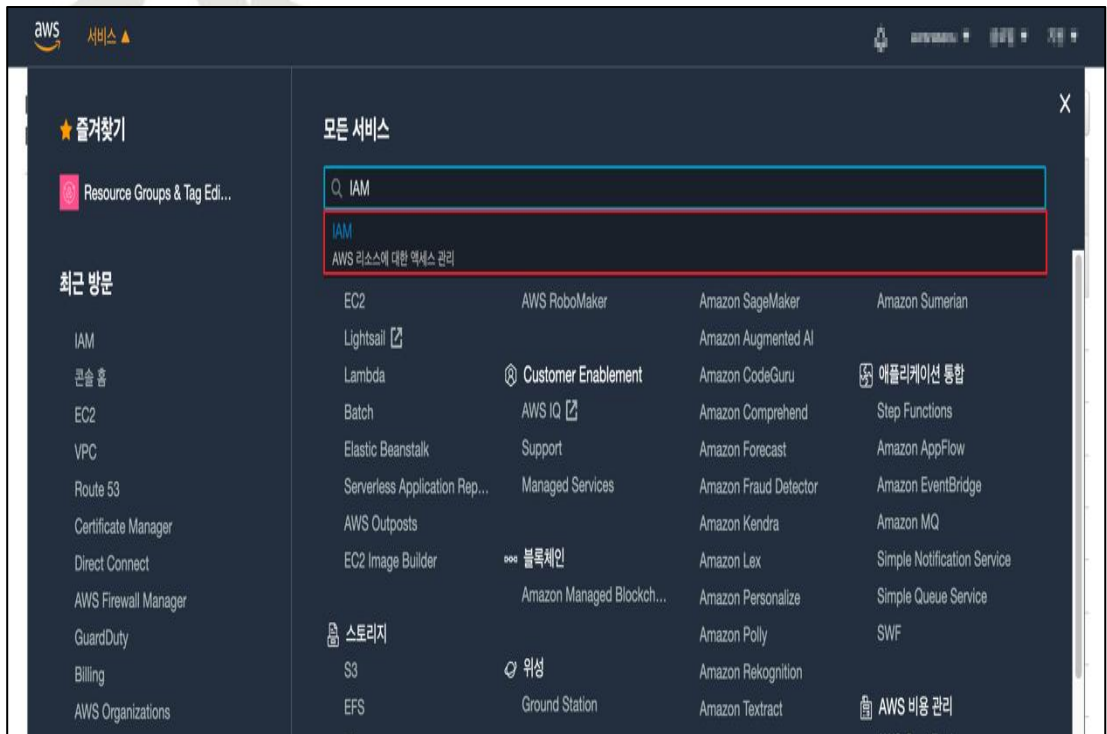 aws
서비스 ▲
즐겨찾기
Resource Groups & Tag Edi...
최근 방문
IAM
콘솔 홈
EC2
VPC
Route 53
Certificate Manager
Direct Connect
AWS Firewall Manager
GuardDuty
Billing
AWS Organizations
모든 서비스
X
IAM
IAM
AWS 리소스에 대한 액세스 관리
EC2
Lightsail
Lambda
Batch
Elastic Beanstalk
Serverless Application Rep...
AWS Outposts
EC2 Image Builder
스토리지
S3
EFS
AWS RoboMaker
Customer Enablement
AWS IQ
Support
Managed Services
블록체인
Amazon Managed Blockch...
위성
Ground Station
Amazon SageMaker
Amazon Augmented AI
Amazon CodeGuru
Amazon Comprehend
Amazon Forecast
Amazon Fraud Detector
Amazon Kendra
Amazon Lex
Amazon Personalize
Amazon Polly
Amazon Rekognition
Amazon Textract
Amazon Sumerian
애플리케이션 통합
Step Functions
Amazon AppFlow
Amazon EventBridge
Amazon MQ
Simple Notification Service
Simple Queue Service
SWF
AWS 비용 관리